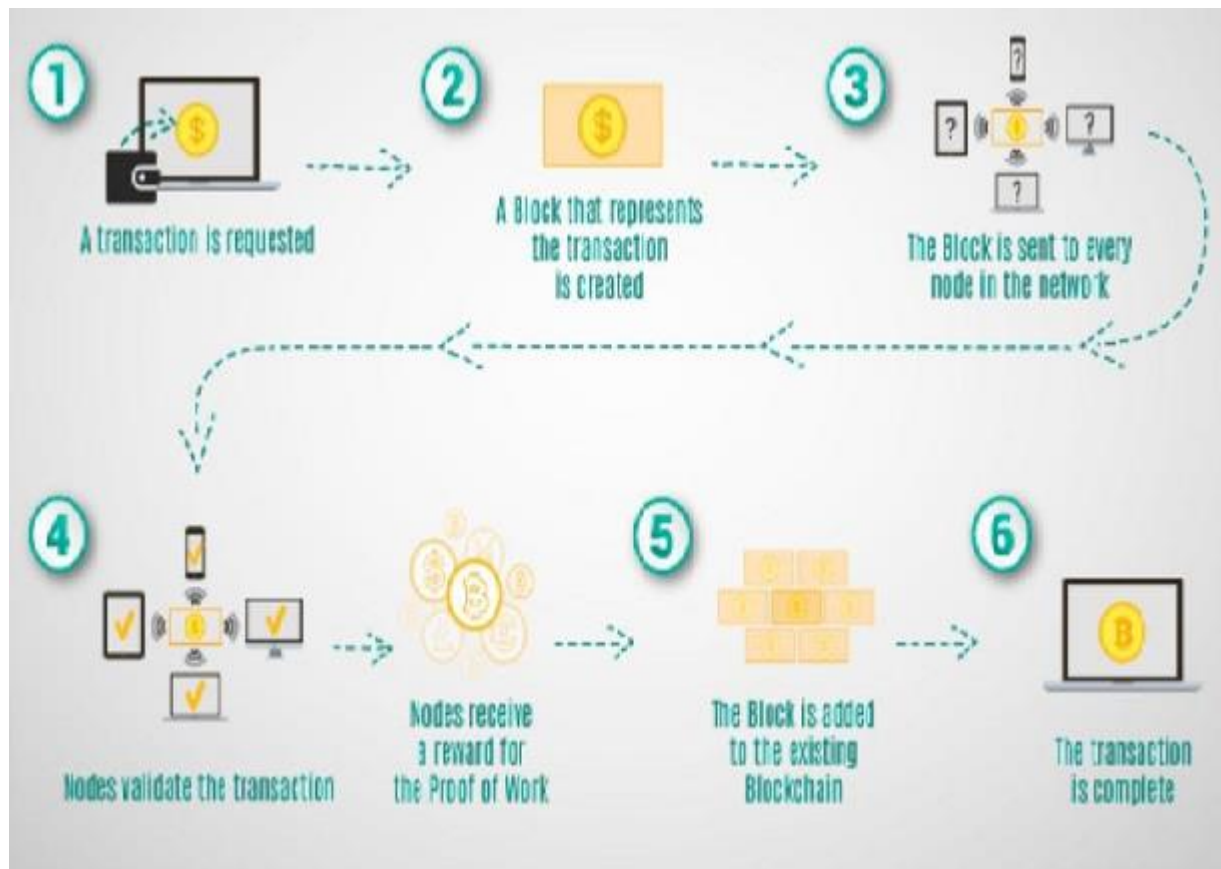 1
2
3
A transaction is requested
A Block that represents
the transaction
is created
The Block is sent to every
node in the network
4
5
6
Nodes validate the transaction
Nodes receive
a reward for
the Proof of Work
The Block is added
to the existing
Blockchain
The transaction
is complete